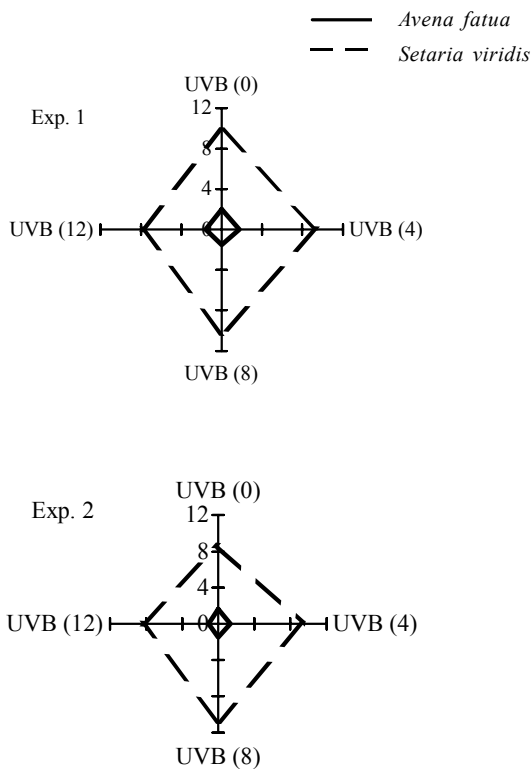 Avena fatua
Setaria viridis
Exp. 1
UVB (0)
12
8
4
0
UVB (12)
UVB (4)
UVB (8)
Exp. 2
UVB (0)
12
8
4
0
UVB (12)
UVB (4)
UVB (8)